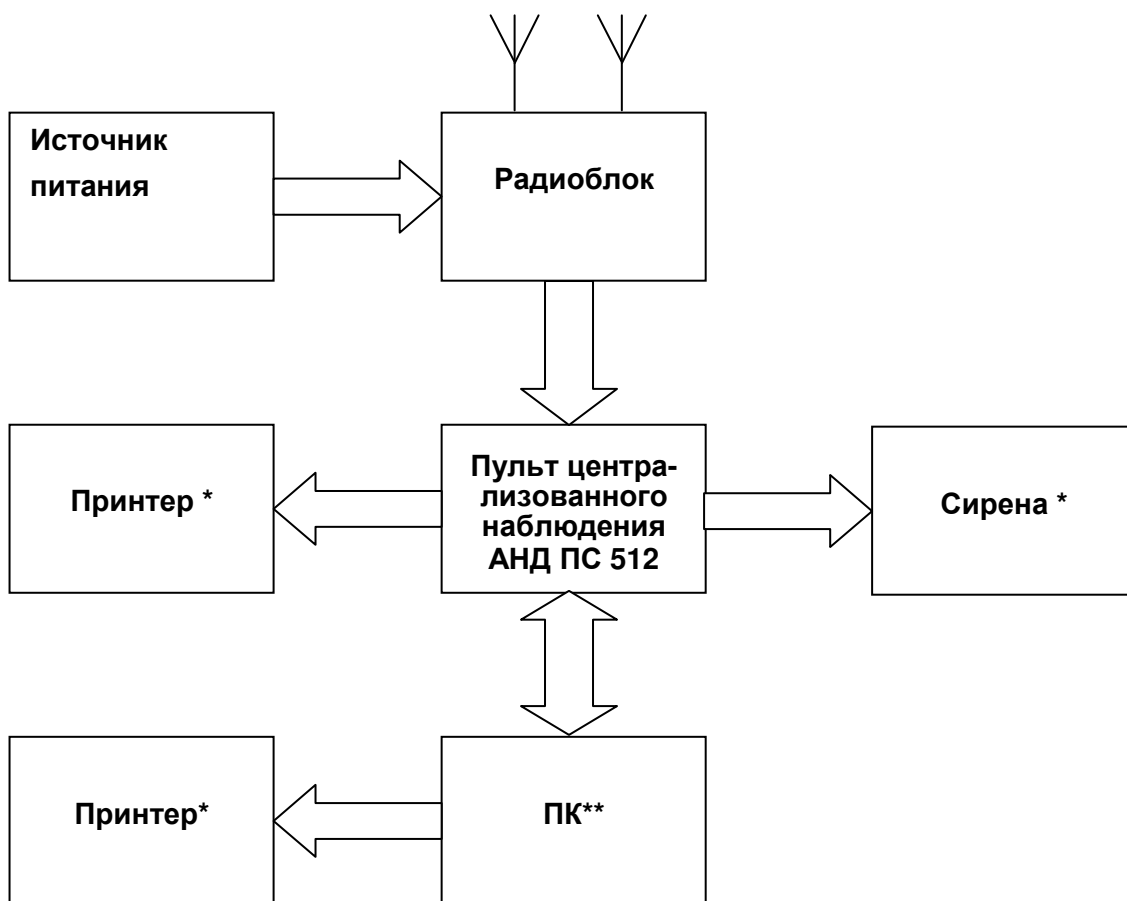 Источник
питания
Радиоблок
Принтер *
Пульт центра-
лизованного
наблюдения
АНД ПС 512
Сирена *
Принтер*
ПК**